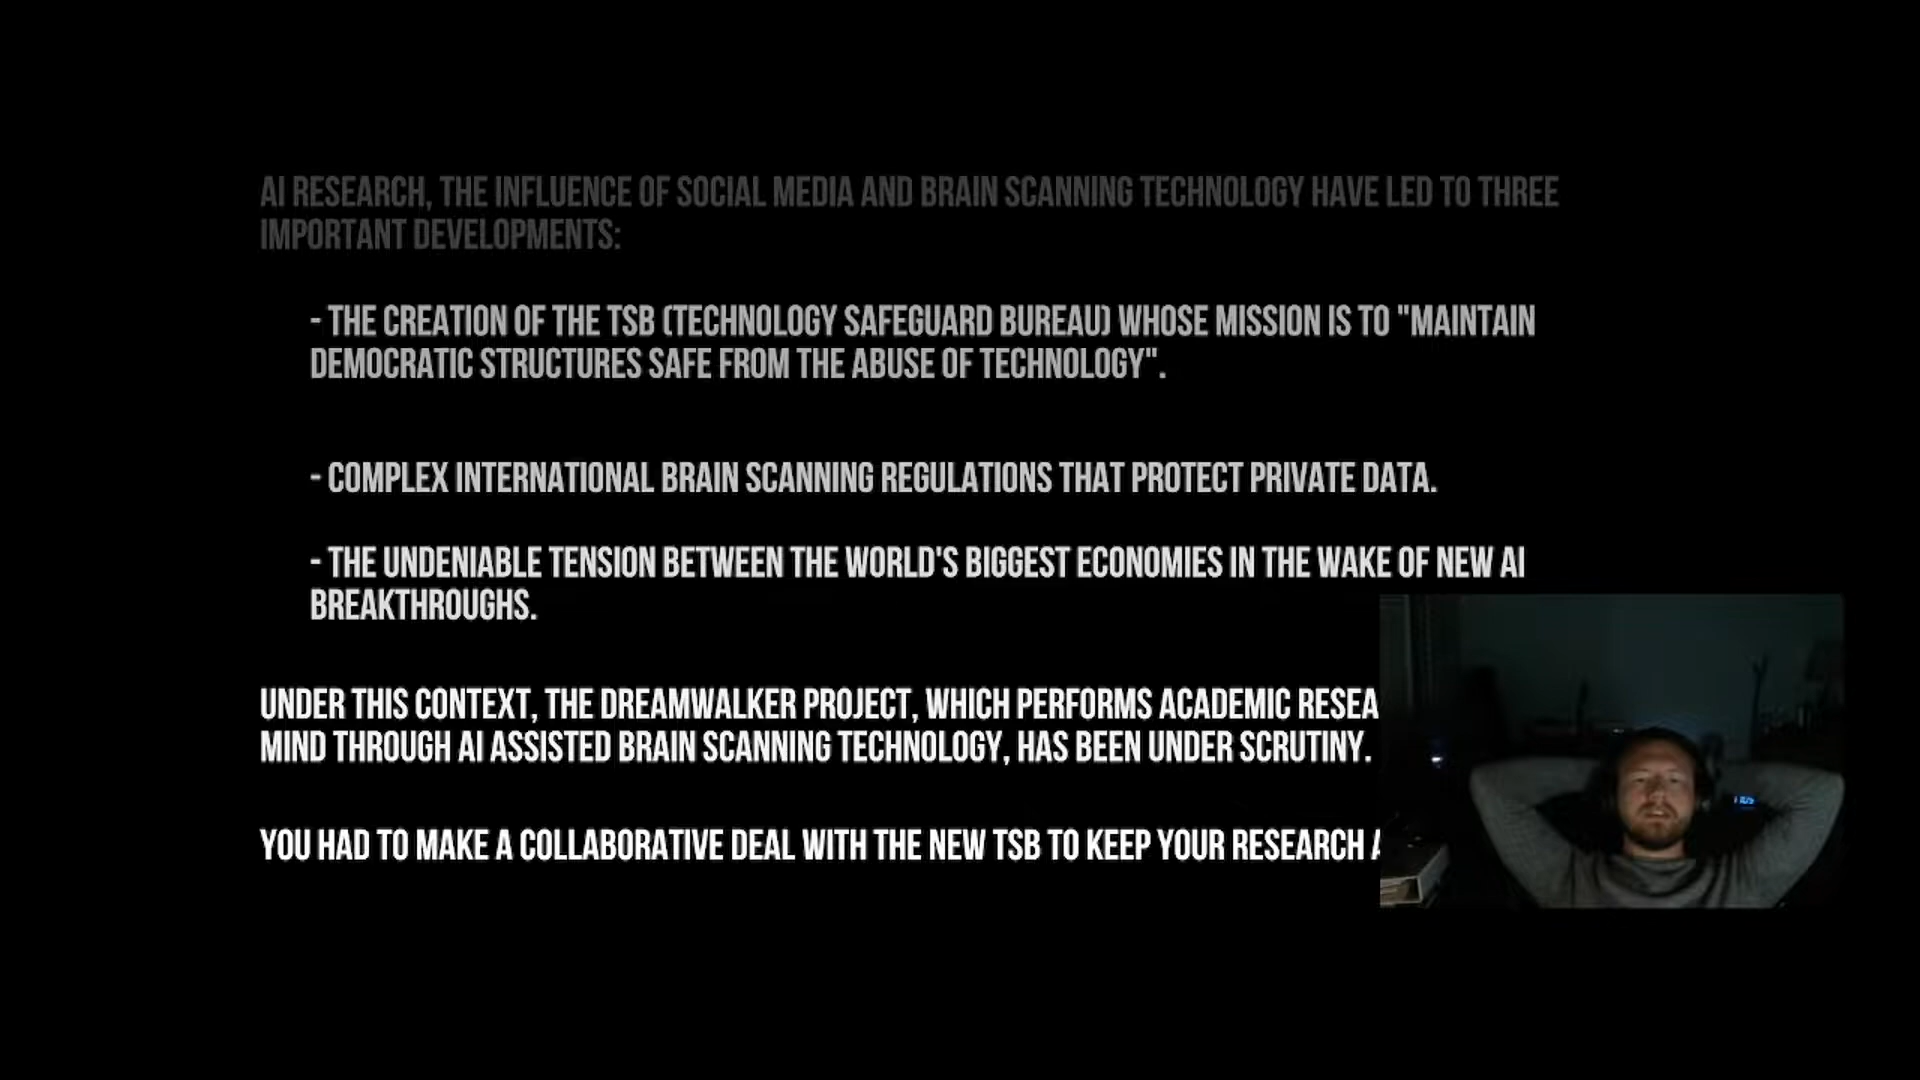 AI RESEARCH, THE INFLUENCE OF SOCIAL MEDIA AND BRAIN SCANNING TECHNOLOGY HAVE LED TO THREE
IMPORTANT DEVELOPMENTS:
- THE CREATION OF THE TSB (TECHNOLOGY SAFEGUARD BUREAU) WHOSE MISSION IS TO "MAINTAIN
DEMOCRATIC STRUCTURES SAFE FROM THE ABUSE OF TECHNOLOGY".
- COMPLEX INTERNATIONAL BRAIN SCANNING REGULATIONS THAT PROTECT PRIVATE DATA.
- THE UNDENIABLE TENSION BETWEEN THE WORLD'S BIGGEST ECONOMIES IN THE WAKE OF NEW AI
BREAKTHROUGHS.
UNDER THIS CONTEXT, THE DREAMWALKER PROJECT, WHICH PERFORMS ACADEMIC RESEA
MIND THROUGH AI ASSISTED BRAIN SCANNING TECHNOLOGY, HAS BEEN UNDER SCRUTINY.
YOU HAD TO MAKE A COLLABORATIVE DEAL WITH THE NEW TSB TO KEEP YOUR RESEARCH